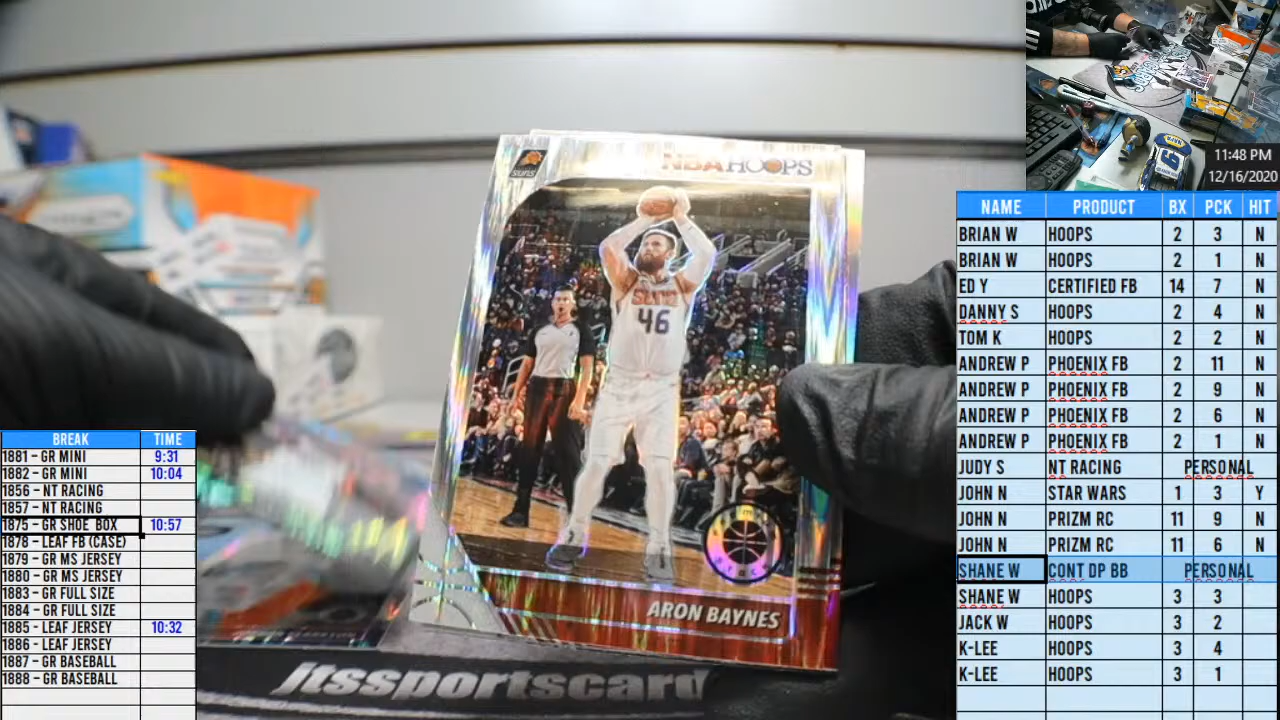 NBA HOOPS
SUNS
SUNS
46
ARON BAYNES
jtssportscard
6
11:48 PM
12/16/2020
NAME PRODUCT BX PCK HIT
BRIAN W HOOPS 2 3 N
BRIAN W HOOPS 2 1 N
ED Y CERTIFIED FB 14 7 N
DANNY S HOOPS 2 4 N
TOM K HOOPS 2 2 N
ANDREW P PHOENIX FB 2 11 N
ANDREW P PHOENIX FB 2 9 N
ANDREW P PHOENIX FB 2 6 N
ANDREW P PHOENIX FB 2 1 N
JUDY S NT RACING PERSONAL
JOHN N STAR WARS 1 3 Y
JOHN N PRIZM RC 11 9 N
JOHN N PRIZM RC 11 6 N
SHANE W CONT DP BB PERSONAL
SHANE W HOOPS 3 3
JACK W HOOPS 3 2
K-LEE HOOPS 3 4
K-LEE HOOPS 3 1
BREAK TIME
1881 - GR MINI 9:31
1882 - GR MINI 10:04
1856 - NT RACING
1857 - NT RACING
1875 - GR SHOE BOX 10:57
1878 - LEAF FB (CASE)
1879 - GR MS JERSEY
1880 - GR MS JERSEY
1883 - GR FULL SIZE
1884 - GR FULL SIZE
1885 - LEAF JERSEY 10:32
1886 - LEAF JERSEY
1887 - GR BASEBALL
1888 - GR BASEBALL